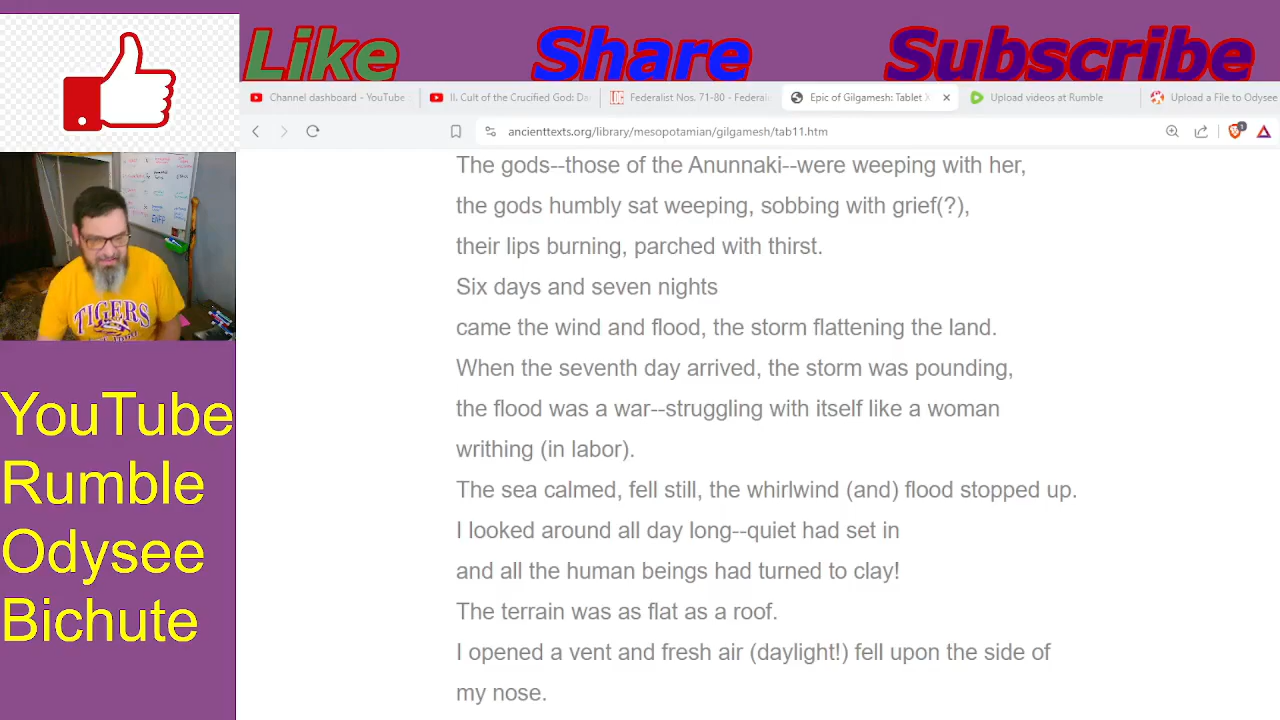 Like Share Subscribe
Channel dashboard - YouTube
II. Cult of the Crucified God: Da
Federalist Nos. 71-80 - Federal
Epic of Gilgamesh: Tablet X
Upload videos at Rumble
Upload a File to Odysee
ancienttexts.org/library/mesopotamian/gilgamesh/tab11.htm
1
The gods--those of the Anunnaki--were weeping with her,
the gods humbly sat weeping, sobbing with grief(?),
their lips burning, parched with thirst.
Six days and seven nights
came the wind and flood, the storm flattening the land.
When the seventh day arrived, the storm was pounding,
the flood was a war--struggling with itself like a woman
writhing (in labor).
The sea calmed, fell still, the whirlwind (and) flood stopped up.
I looked around all day long--quiet had set in
and all the human beings had turned to clay!
The terrain was as flat as a roof.
I opened a vent and fresh air (daylight!) fell upon the side of
my nose.
TIGERS
YouTube
Rumble
Odysee
Bichute